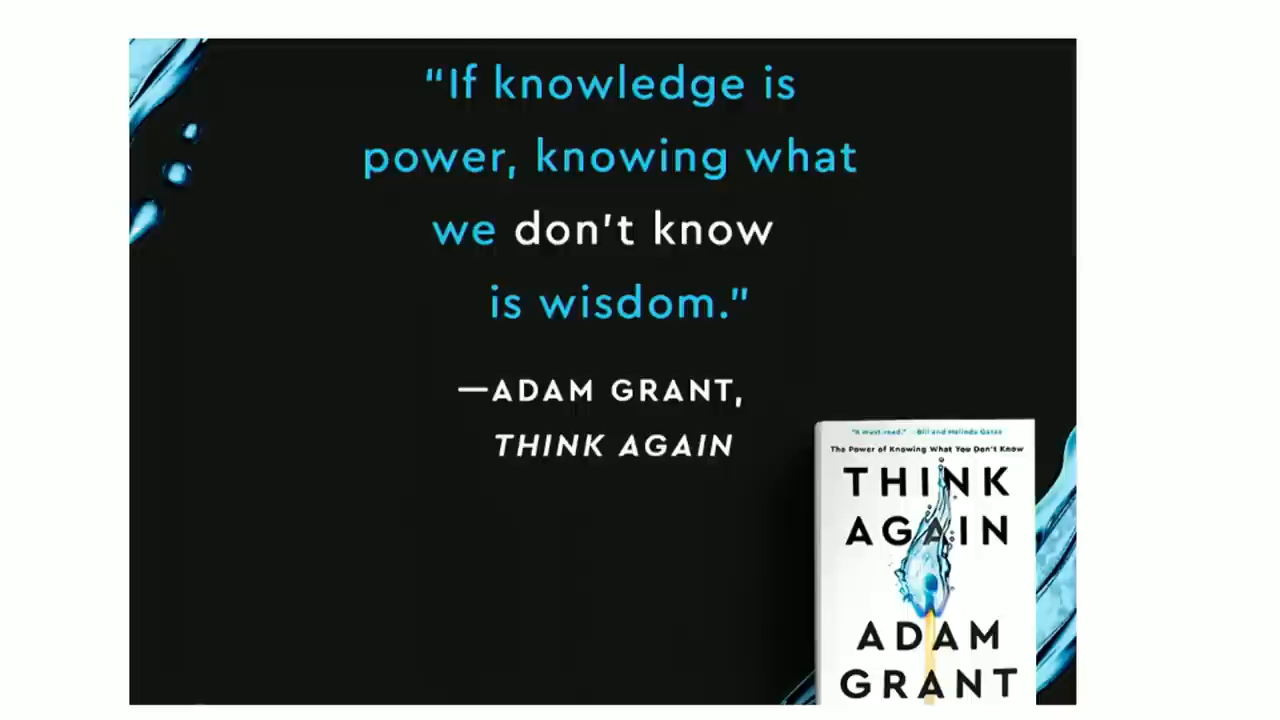 “If knowledge is
power, knowing what
we don’t know
is wisdom.”
—ADAM GRANT,
THINK AGAIN
"A must read." —Bill and Melinda Gates
The Power of Knowing What You Don't Know
THINK
AGAIN
ADAM
GRANT